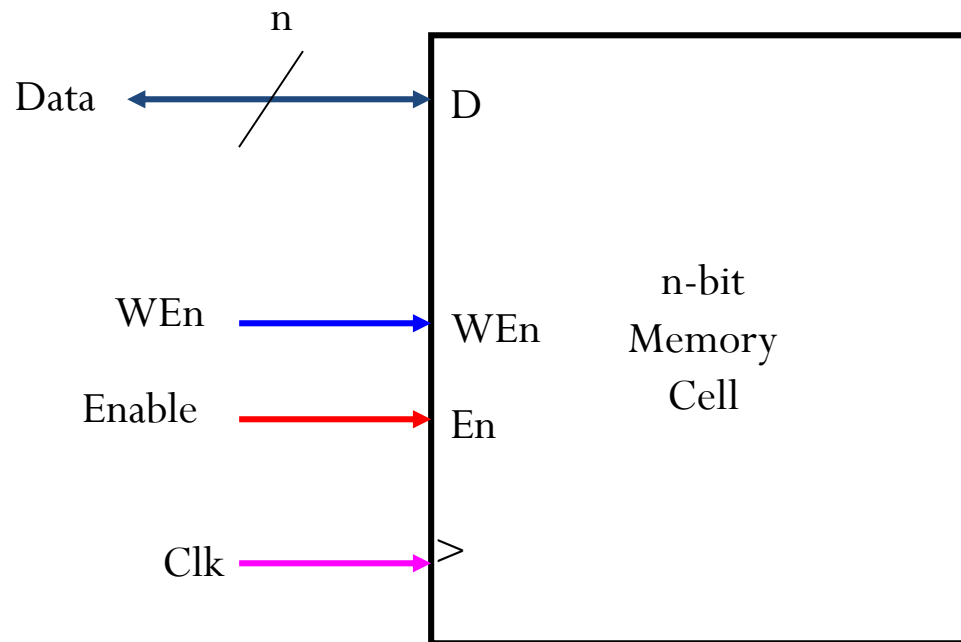 n
Data
D
WEn
WEn
n-bit
Memory
Cell
Enable
En
Clk
>